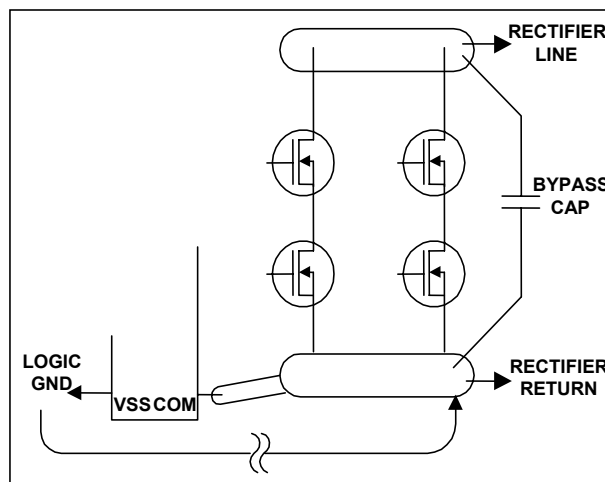 RECTIFIER
LINE
BYPASS
CAP
LOGIC
GND
VSS COM
RECTIFIER
RETURN